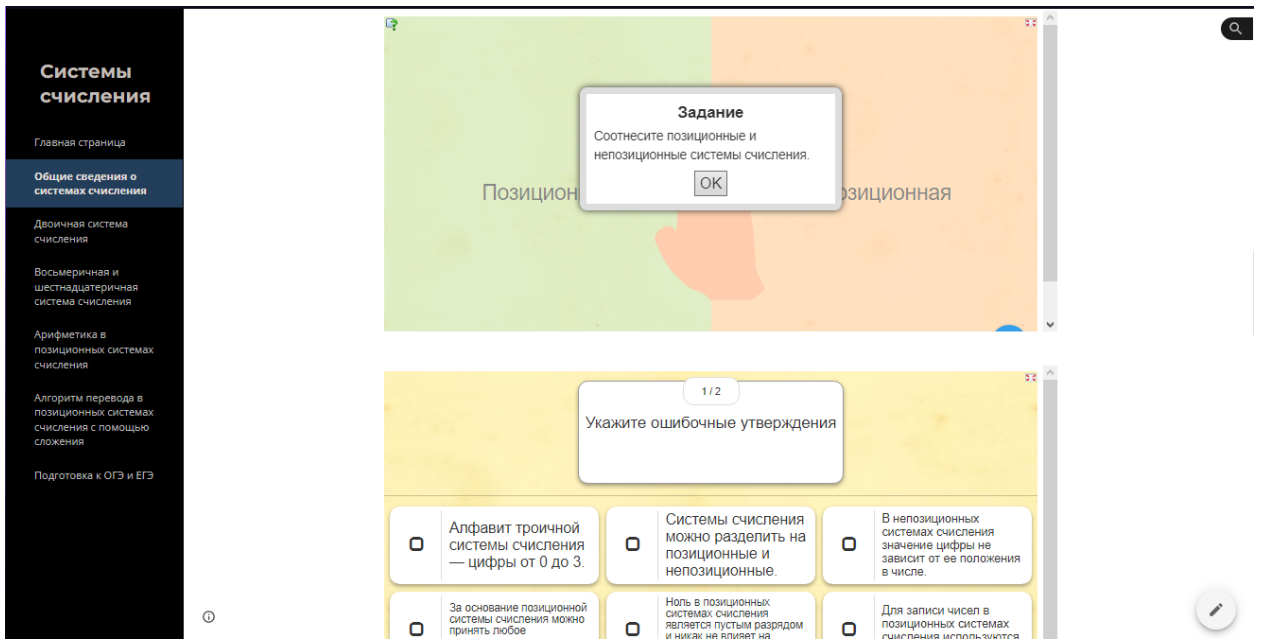 Системы
счисления
Главная страница
Общие сведения о
системах счисления
Двоичная система
счисления
Восьмеричная и
шестнадцатеричная
система счисления
Арифметика в
позиционных системах
счисления
Алгоритм перевода в
позиционных системах
счисления с помощью
сложения
Подготовка к ОГЭ и ЕГЭ
Задание
Соотнесите позиционные и
непозиционные системы счисления.
OK
Позицион
озиционная
1 / 2
Укажите ошибочные утверждения
Алфавит троичной
системы счисления
— цифры от 0 до 3.
Системы счисления
можно разделить на
позиционные и
непозиционные.
В непозиционных
системах счисления
значение цифры не
зависит от ее положения
в числе.
За основание позиционной
системы счисления можно
принять любое
Ноль в позиционных
системах счисления
является пустым разрядом
и никак не влияет на
Для записи чисел в
позиционных системах
счисления используются